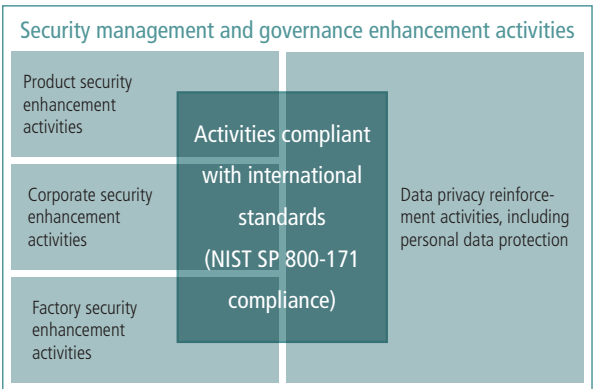 Security management and governance enhancement activities
Product security
enhancement
activities
Corporate security
enhancement
activities
Factory security
enhancement
activities
Activities compliant
with international
standards
(NIST SP 800-171
compliance)
Data privacy reinforce-
ment activities, including
personal data protection